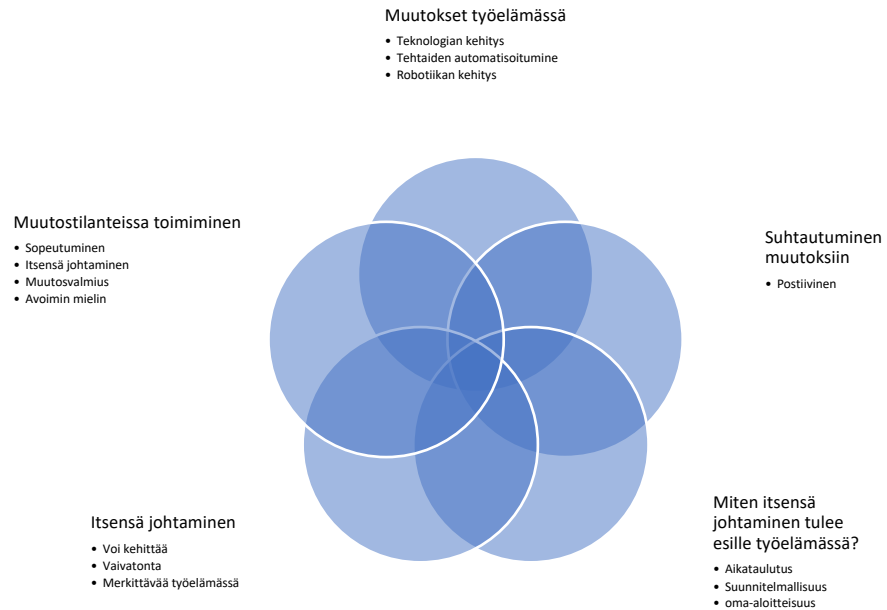 Muutokset työelämässä
• Teknologian kehitys
• Tehtaiden automatisoitumine
• Robotiikan kehitys
Muutostilanteissa toimiminen
• Sopeutuminen
• Itsensä johtaminen
• Muutosvalmius
• Avoimin mielin
Suhtautuminen
muutoksiin
• Postiivinen
Itsensä johtaminen
• Voi kehittää
• Vaivatonta
• Merkittävää työelämässä
Miten itsensä
johtaminen tulee
esille työelämässä?
• Aikataulutus
• Suunnitelmallisuus
• oma-aloitteisuus